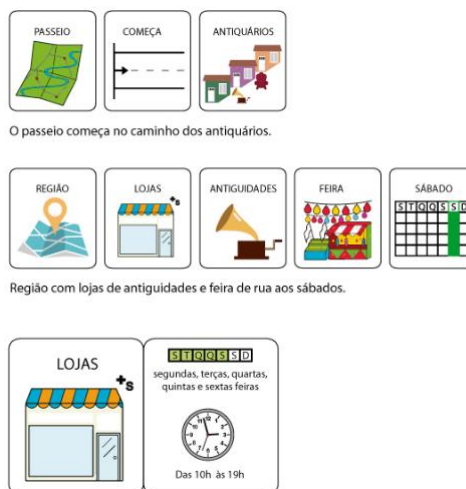 PASSEIO COMEÇA ANTIQUÁRIOS
O passeio começa no caminho dos antiquários.
REGIÃO LOJAS ANTIGUIDADES FEIRA SÁBADO
+s
S T Q Q S S D
Região com lojas de antiguidades e feira de rua aos sábados.
LOJAS
+s
S T Q Q S S D
segundas, terças, quartas,
quintas e sextas feiras
Das 10h às 19h